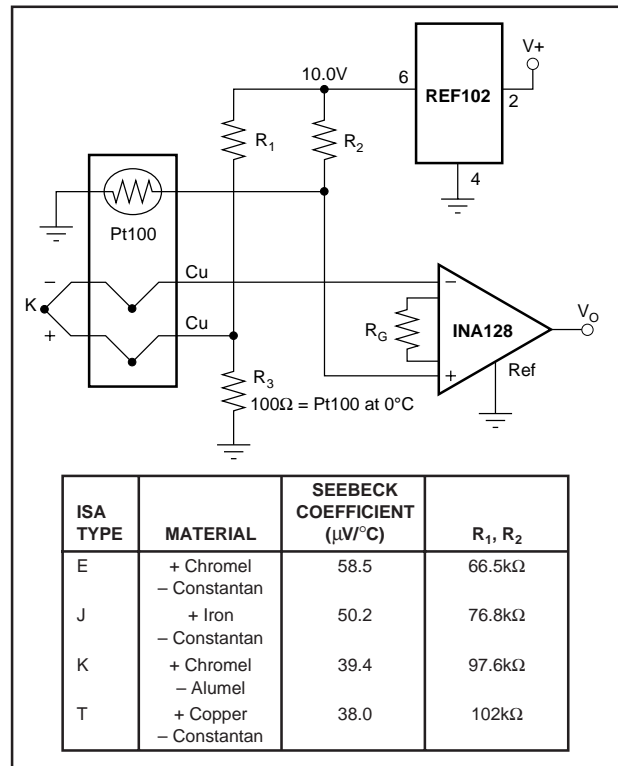 V+
10.0V
6
REF102
2
R1
R2
4
Pt100
Cu
−
K
Cu
+
−
RG
INA128
VO
+
Ref
R3
100Ω = Pt100 at 0°C
ISA TYPE
MATERIAL
SEEBECK COEFFICIENT (μV/°C)
R1, R2
E
+ Chromel
– Constantan
58.5
66.5kΩ
J
+ Iron
– Constantan
50.2
76.8kΩ
K
+ Chromel
– Alumel
39.4
97.6kΩ
T
+ Copper
– Constantan
38.0
102kΩ